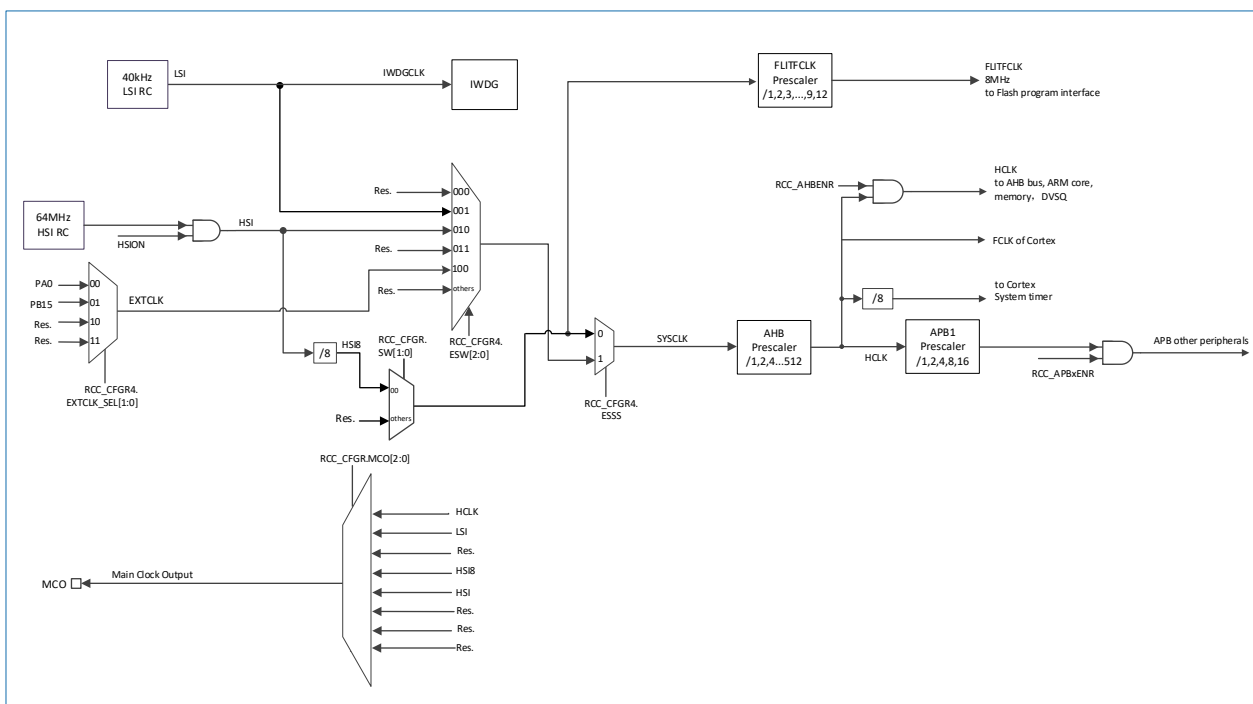 40kHz
LSI RC
LSI
IWDGCLK
IWDG
FLITFCLK
Prescaler
/1,2,3,...,9,12
FLITFCLK
8MHz
to Flash program interface
64MHz
HSI RC
HSION
HSI
Res.
000
001
010
Res.
011
100
Res.
others
RCC_CFGR4.
ESW[2:0]
RCC_AHBENR
HCLK
to AHB bus, ARM core,
memory, DVSQ
FCLK of Cortex
/8
to Cortex
System timer
PA0
00
PB15
01
Res.
10
Res.
11
EXTCLK
RCC_CFGR4.
EXTCLK_SEL[1:0]
/8
HSI8
RCC_CFGR.
SW[1:0]
00
Res.
others
0
1
RCC_CFGR4.
ESSS
SYSCLK
AHB
Prescaler
/1,2,4...512
HCLK
APB1
Prescaler
/1,2,4,8,16
RCC_APBxENR
APB other peripherals
RCC_CFGR.MCO[2:0]
HCLK
LSI
Res.
HSI8
HSI
Res.
Res.
Res.
MCO
Main Clock Output